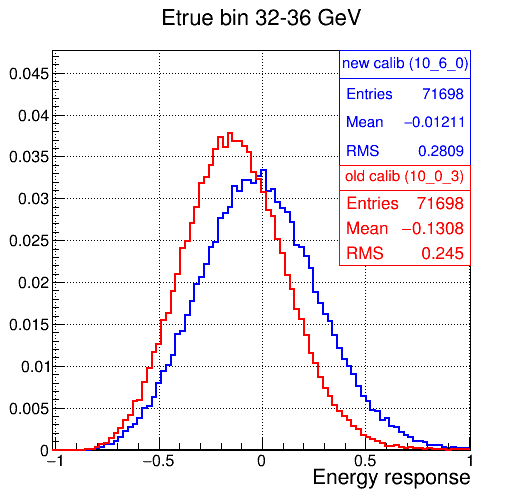 Etrue bin 32-36 GeV
new calib (10_6_0)
Entries 71698
Mean −0.01211
RMS 0.2809
old calib (10_0_3)
Entries 71698
Mean −0.1308
RMS 0.245
0.045
0.04
0.035
0.03
0.025
0.02
0.015
0.01
0.005
0
−1 −0.5 0 0.5 1
Energy response